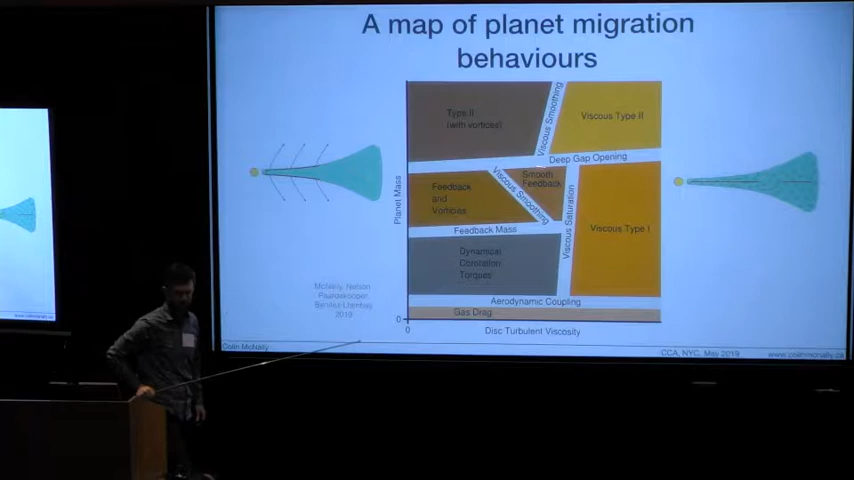 A map of planet migration
behaviours
Type II
(with vortices)
Viscous Smoothing
Viscous Type II
Deep Gap Opening
Planet Mass
Feedback
and
Vorticies
Viscous Smoothing
Smooth
Feedback
Viscous Saturation
Viscous Type I
Feedback Mass
Dynamical
Corotation
Torques
Aerodynamic Coupling
Gas Drag
0
0
Disc Turbulent Viscosity
McNally, Nelson
Paardekooper
Benitez-Llambay
2019
Colin McNally
CCA, NYC, May 2019
www.colinmcnally.ca